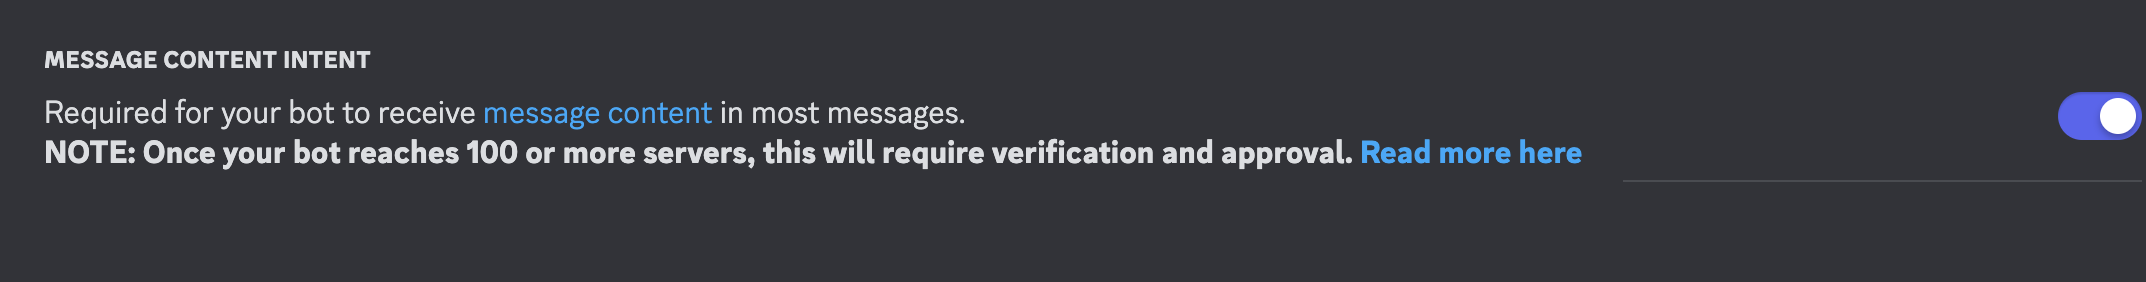 MESSAGE CONTENT INTENT
Required for your bot to receive message content in most messages.
NOTE: Once your bot reaches 100 or more servers, this will require verification and approval. Read more here